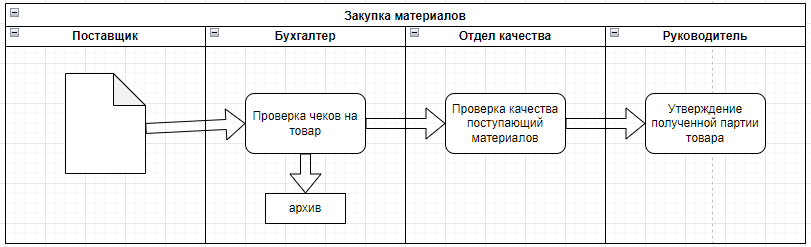 Закупка материалов
Поставщик
Бухгалтер
Отдел качества
Руководитель
Проверка чеков на
товар
Проверка качества
поступающий
материалов
Утверждение
полученной партии
товара
архив